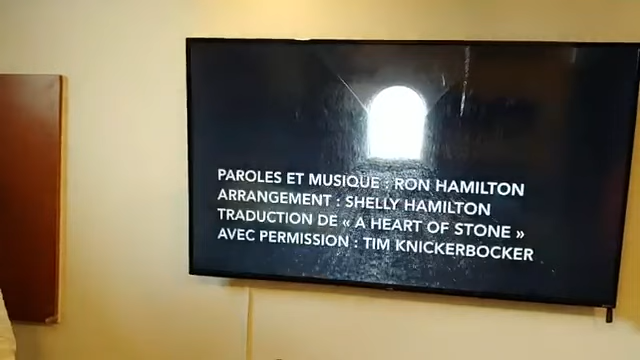 PAROLES ET MUSIQUE : RON HAMILTON
ARRANGEMENT : SHELLY HAMILTON
TRADUCTION DE « A HEART OF STONE »
AVEC PERMISSION : TIM KNICKERBOCKER